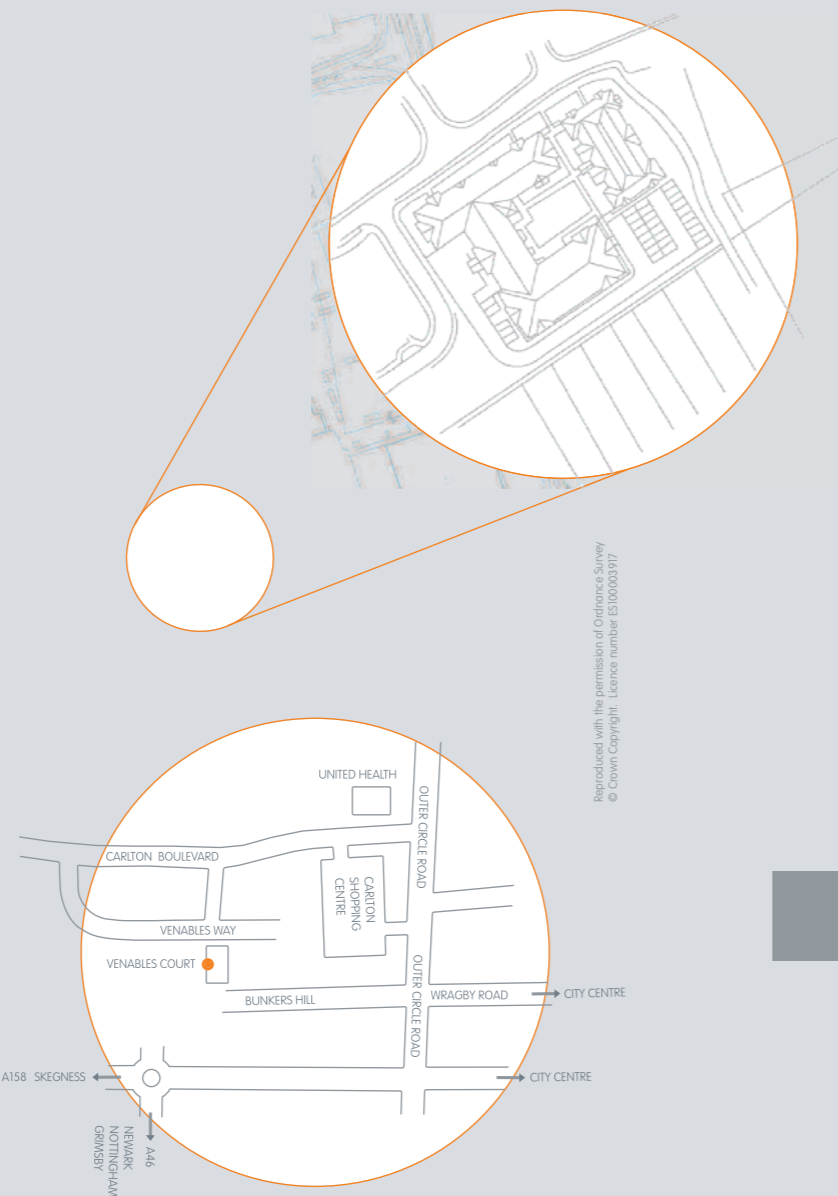 Reproduced with the permission of Ordnance Survey
© Crown Copyright. Licence number ES100003917
UNITED HEALTH
OUTER CIRCLE ROAD
CARLTON BOULEVARD
CARLTON
SHOPPING
CENTRE
VENABLES WAY
VENABLES COURT
OUTER CIRCLE ROAD
BUNKERS HILL
WRAGBY ROAD
CITY CENTRE
A158 SKEGNESS
CITY CENTRE
A46
NEWARK
NOTTINGHAM
GRIMSBY